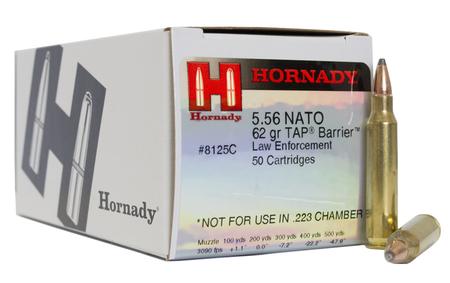 Hornady
H
HORNADY
Hornady
5.56 NATO
62 gr TAP® Barrier™
#8125C
Law Enforcement
50 Cartridges
*NOT FOR USE IN .223 CHAMBER
Muzzle 100 yds 200 yds 300 yds 400 yds 500 yds
3090 fps +1.1" 0.0" -7.2" -22.2" -47.9"